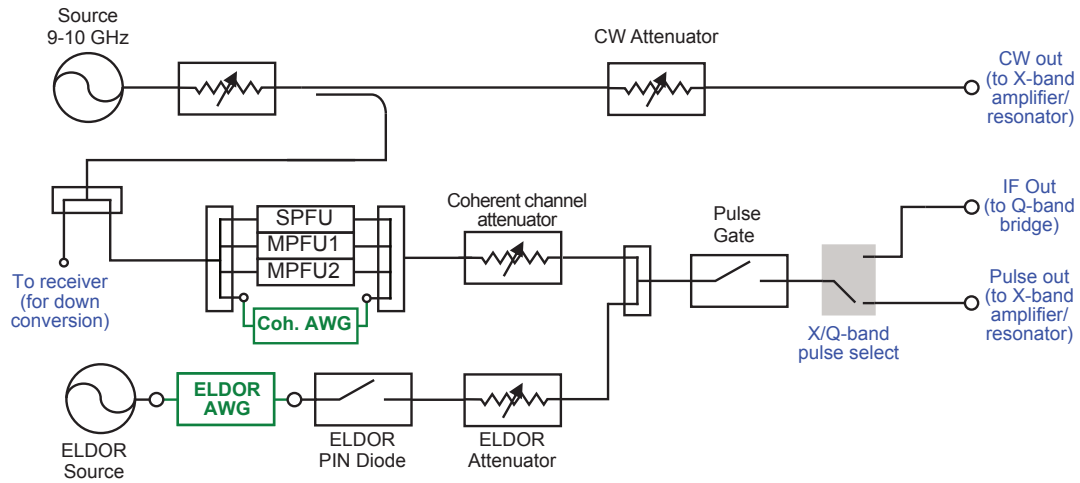 Source
9-10 GHz
CW Attenuator
CW out
(to X-band
amplifier/
resonator)
SPFU
MPFU1
MPFU2
Coh. AWG
Coherent channel
attenuator
Pulse
Gate
IF Out
(to Q-band
bridge)
To receiver
(for down
conversion)
Pulse out
(to X-band
amplifier/
resonator)
X/Q-band
pulse select
ELDOR
Source
ELDOR
AWG
ELDOR
PIN Diode
ELDOR
Attenuator